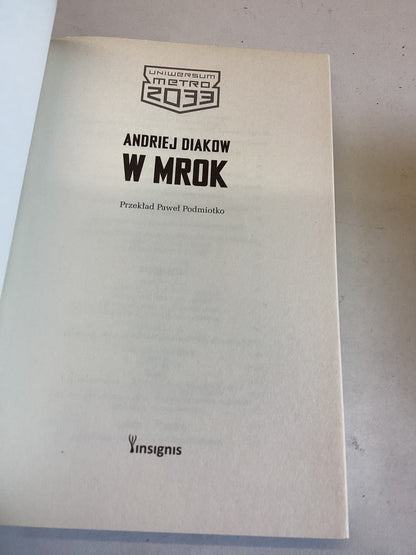 UNIWERSUM
METRO
2033
ANDRIEJ DIAKOW
W MROK
Przekład Paweł Podmiotko
insignis